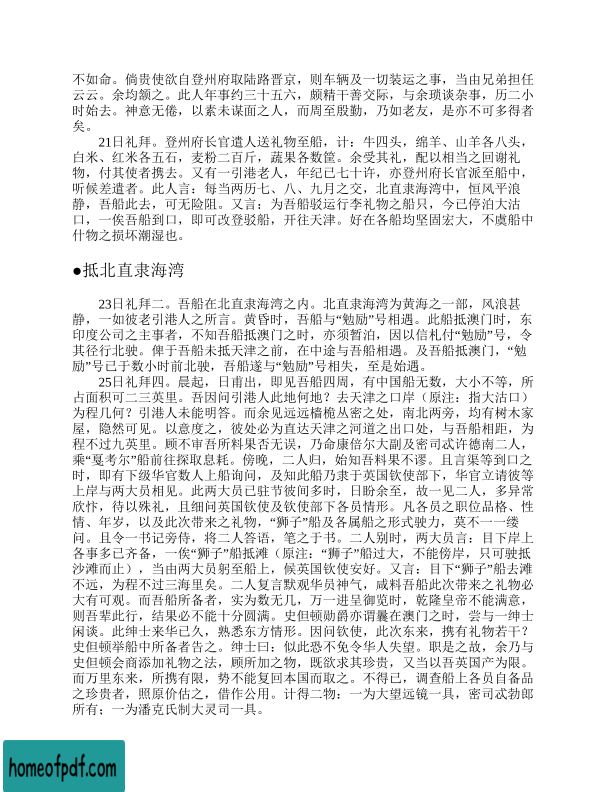 不如命。倘贵使欲自登州府取陆路晋京，则车辆及一切装运之事，当由兄弟担任
云云。余均颔之。此人年事约三十五六，颇精干善交际，与余琐谈杂事，历二小
时始去。神意无倦，以素未谋面之人，而周至殷勤，乃如老友，是亦不可多得者
矣。
21日礼拜。登州府长官遣人送礼物至船，计：牛四头，绵羊、山羊各八头，
白米、红米各五石，麦粉二百斤，蔬果各数筐。余受其礼，配以相当之回谢礼
物，付其使者携去。又有一引港老人，年纪已七十许，亦登州府长官派至船中，
听候差遣者。此人言：每当两历七、八、九月之交，北直隶海湾中，恒风平浪
静，吾船此去，可无险阻。又言：为吾船驳运行李礼物之船只，今已停泊大沽
口，一俟吾船到口，即可改登驳船，开往天津。好在各船均坚固宏大，不虞船中
什物之损坏潮湿也。
●抵北直隶海湾
23日礼拜二。吾船在北直隶海湾之内。北直隶海湾为黄海之一部，风浪甚
静，一如彼老引港人之所言。黄昏时，吾船与“勉励”号相遇。此船抵澳门时，东
印度公司之主事者，不知吾船抵澳门之时，亦须暂泊，因以信札付“勉励”号，令
其径行北驶。俾于吾船未抵天津之前，在中途与吾船相遇。及吾船抵澳门，“勉
励”号已于数小时前北驶，吾船遂与“勉励”号相失，至是始遇。
25日礼拜四。晨起，日甫出，即见吾船四周，有中国船无数，大小不等，所
占面积可二三英里。吾因问引港人此地何地？去天津之口岸（原注：指大沽口）
为程几何？引港人未能明答。而余见远远樯桅丛密之处，南北两旁，均有树木家
屋，隐然可见。以意度之，彼处必为直达天津之河道之出口处，与吾船相距，为
程不过九英里。顾不审吾所料果否无误，乃命康倍尔大副及密司忒许德南二人，
乘“戛考尔”船前往探取息耗。傍晚，二人归，始知吾料果不谬。且言渠等到口之
时，即有下级华官数人上船询问，及知此船乃隶于英国钦使部下，华官立请彼等
上岸与两大员相见。此两大员已驻节彼间多时，日盼余至，故一见二人，多异常
欣忭，待以殊礼，且细问英国钦使及钦使部下各员情形。凡各员之职位品格、性
情、年岁，以及此次带来之礼物，“狮子”船及各属船之形式驶力，莫不一一缕
问。且令一书记旁侍，将二人答语，笔之于书。二人别时，两大员言：目下岸上
各事多已齐备，一俟“狮子”船抵滩（原注：“狮子”船过大，不能傍岸，只可驶抵
沙滩而止），当由两大员躬至船上，候英国钦使安好。又言：目下“狮子”船去滩
不远，为程不过三海里矣。二人复言默观华员神气，咸料吾船此次带来之礼物必
大有可观。而吾船所备者，实为数无几，万一进呈御览时，乾隆皇帝不能满意，
则吾辈此行，结果必不能十分圆满。史但顿勋爵亦谓曩在澳门之时，尝与一绅士
闲谈。此绅士来华已久，熟悉东方情形。因问钦使，此次东来，携有礼物若干？
史但顿举船中所备者告之。绅士曰：似此恐不免令华人失望。职是之故，余乃与
史但顿会商添加礼物之法，顾所加之物，既欲求其珍贵，又当以吾英国产为限。
而万里东来，所携有限，势不能复回本国而取之。不得已，调查船上各员自备品
之珍贵者，照原价估之，借作公用。计得二物：一为大望远镜一具，密司忒勃郎
所有；一为潘克氏制大灵司一具。
homeofpdf.com